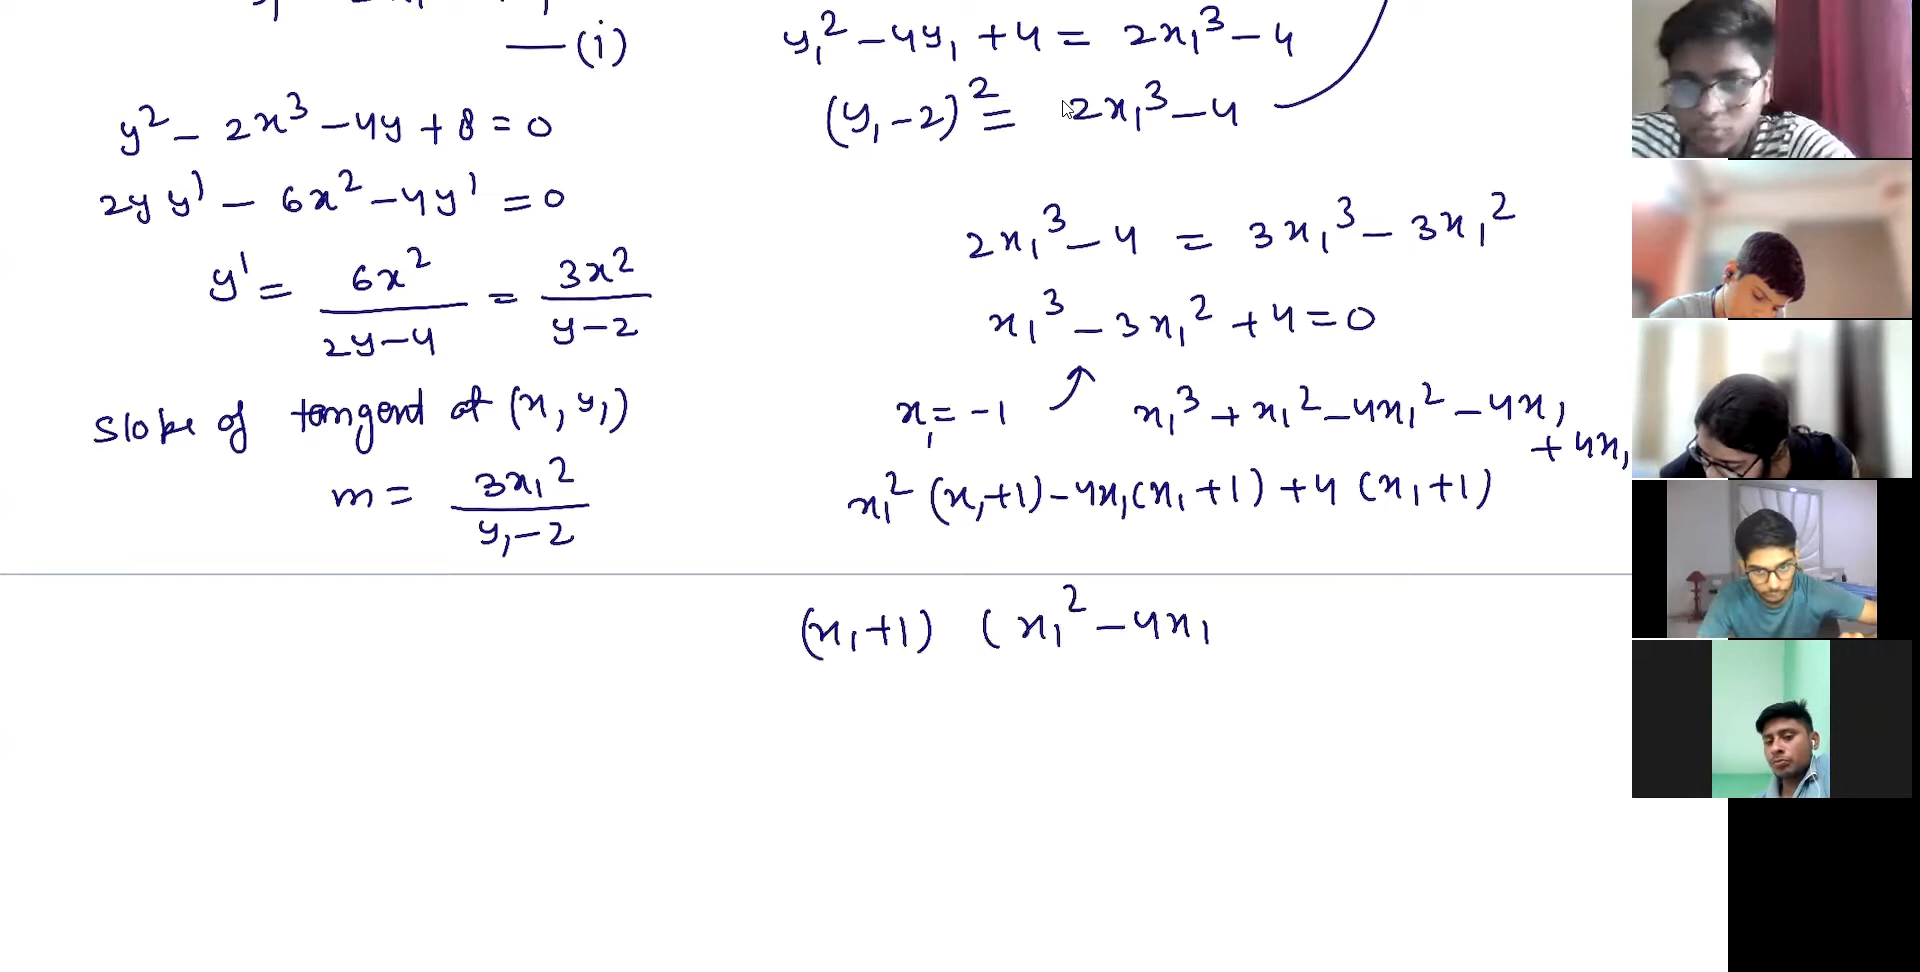 —(i)
y² - 2x³ - 4y + 8 = 0
2y y' - 6x² - 4y' = 0
y' = 6x²/(2y-4) = 3x²/(y-2)
Slope of tangent at (x, y₁)
m = 3x₁²/(y₁-2)
y₁² - 4y₁ + 4 = 2x₁³ - 4
(y₁-2)² = 2x₁³ - 4
2x₁³ - 4 = 3x₁³ - 3x₁²
x₁³ - 3x₁² + 4 = 0
x₁ = -1 x₁³ + x₁² - 4x₁² - 4x₁
+ 4x₁
x₁² (x₁+1) - 4x₁(x₁+1) + 4 (x₁+1)
(x₁+1) (x₁² - 4x₁